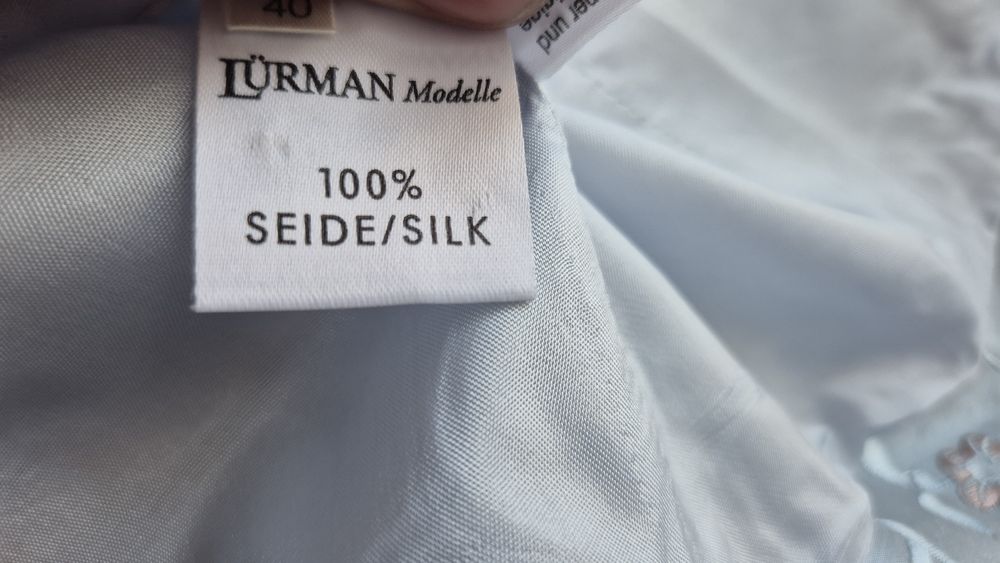 40
LÜRMAN Modelle
100%
SEIDE/SILK
und